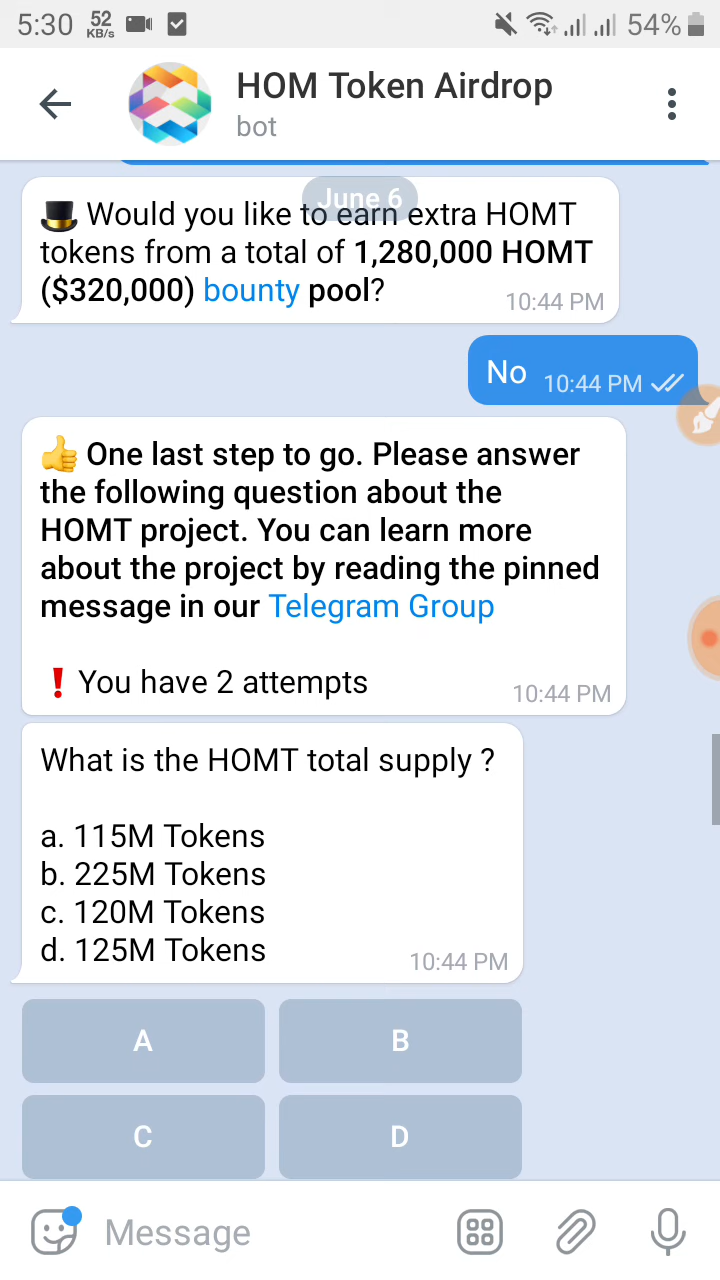 5:30 52 KB/s 54%
HOM Token Airdrop
bot
June 6
Would you like to earn extra HOMT
tokens from a total of 1,280,000 HOMT
($320,000) bounty pool?
10:44 PM
No 10:44 PM
One last step to go. Please answer
the following question about the
HOMT project. You can learn more
about the project by reading the pinned
message in our Telegram Group
❗ You have 2 attempts
10:44 PM
What is the HOMT total supply ?
a. 115M Tokens
b. 225M Tokens
c. 120M Tokens
d. 125M Tokens
10:44 PM
A B
C D
Message